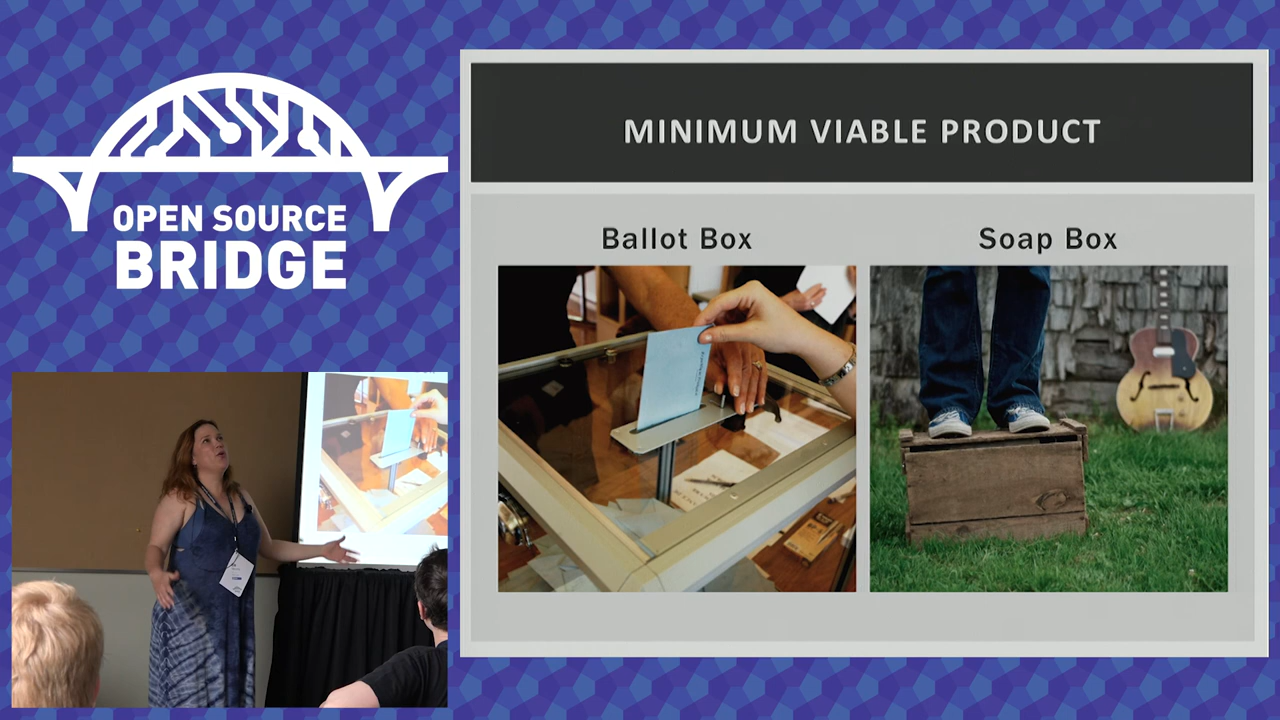 OPEN SOURCE
BRIDGE
MINIMUM VIABLE PRODUCT
Ballot Box
Soap Box